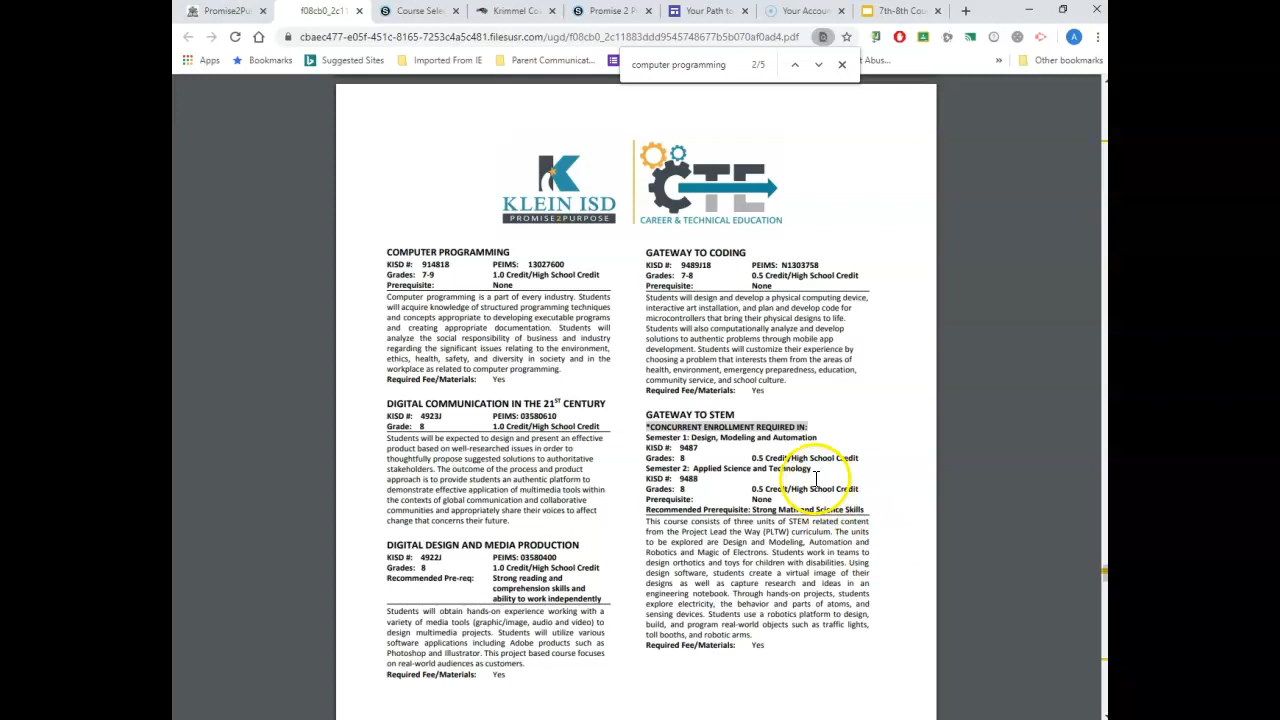 Promise2Pu
f08cb0_2c1
Course Selec
Krimmel Co
Promise 2 P
Your Path to
Your Accou
7th-8th Cou
cbaec477-e05f-451c-8165-7253c4a5c481.filesusr.com/ugd/f08cb0_2c11883ddd9545748677b5b070af0ad4.pdf
A
Apps
Bookmarks
Suggested Sites
Imported From IE
Parent Communicat...
Abus...
»
Other bookmarks
computer programming 2/5
KLEIN ISD
PROMISE2PURPOSE
CTE
CAREER & TECHNICAL EDUCATION
COMPUTER PROGRAMMING
KISD #: 914818 PEIMS: 13027600
Grades: 7-9 1.0 Credit/High School Credit
Prerequisite: None
Computer programming is a part of every industry. Students
will acquire knowledge of structured programming techniques
and concepts appropriate to developing executable programs
and creating appropriate documentation. Students will
analyze the social responsibility of business and industry
regarding the significant issues relating to the environment,
ethics, health, safety, and diversity in society and in the
workplace as related to computer programming.
Required Fee/Materials: Yes
DIGITAL COMMUNICATION IN THE 21ST CENTURY
KISD #: 4923J PEIMS: 03580610
Grade: 8 1.0 Credit/High School Credit
Students will be expected to design and present an effective
product based on well-researched issues in order to
thoughtfully propose suggested solutions to authoritative
stakeholders. The outcome of the process and product
approach is to provide students an authentic platform to
demonstrate effective application of multimedia tools within
the contexts of global communication and collaborative
communities and appropriately share their voices to affect
change that concerns their future.
DIGITAL DESIGN AND MEDIA PRODUCTION
KISD #: 4922J PEIMS: 03580400
Grades: 8 1.0 Credit/High School Credit
Recommended Pre-req: Strong reading and
comprehension skills and
ability to work independently
Students will obtain hands-on experience working with a
variety of media tools (graphic/image, audio and video) to
design multimedia projects. Students will utilize various
software applications including Adobe products such as
Photoshop and Illustrator. This project based course focuses
on real-world audiences as customers.
Required Fee/Materials: Yes
GATEWAY TO CODING
KISD #: 9489J18 PEIMS: N1303758
Grades: 7-8 0.5 Credit/High School Credit
Prerequisite: None
Students will design and develop a physical computing device,
interactive art installation, and plan and develop code for
microcontrollers that bring their physical designs to life.
Students will also computationally analyze and develop
solutions to authentic problems through mobile app
development. Students will customize their experience by
choosing a problem that interests them from the areas of
health, environment, emergency preparedness, education,
community service, and school culture.
Required Fee/Materials: Yes
GATEWAY TO STEM
*CONCURRENT ENROLLMENT REQUIRED IN:
Semester 1: Design, Modeling and Automation
KISD #: 9487
Grades: 8 0.5 Credit/High School Credit
Semester 2: Applied Science and Technology
KISD #: 9488
Grades: 8 0.5 Credit/High School Credit
Prerequisite: None
Recommended Prerequisite: Strong Math and Science Skills
This course consists of three units of STEM related content
from the Project Lead the Way (PLTW) curriculum. The units
to be explored are Design and Modeling, Automation and
Robotics and Magic of Electrons. Students work in teams to
design orthotics and toys for children with disabilities. Using
design software, students create a virtual image of their
designs as well as capture research and ideas in an
engineering notebook. Through hands-on projects, students
explore electricity, the behavior and parts of atoms, and
sensing devices. Students use a robotics platform to design,
build, and program real-world objects such as traffic lights,
toll booths, and robotic arms.
Required Fee/Materials: Yes